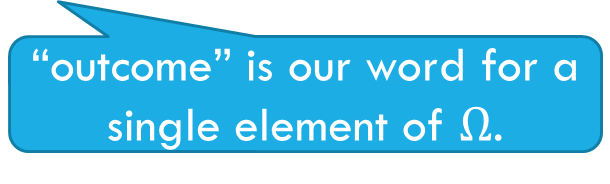 “outcome” is our word for a
single element of Ω.